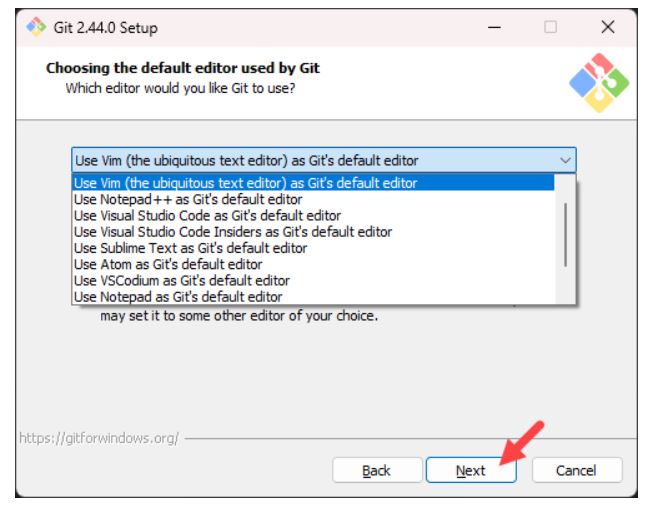 Git 2.44.0 Setup
Choosing the default editor used by Git
Which editor would you like Git to use?
Use Vim (the ubiquitous text editor) as Git's default editor
Use Vim (the ubiquitous text editor) as Git's default editor
Use Notepad++ as Git's default editor
Use Visual Studio Code as Git's default editor
Use Visual Studio Code Insiders as Git's default editor
Use Sublime Text as Git's default editor
Use Atom as Git's default editor
Use VSCodium as Git's default editor
Use Notepad as Git's default editor
may set it to some other editor of your choice.
https://gitforwindows.org/
Back Next Cancel